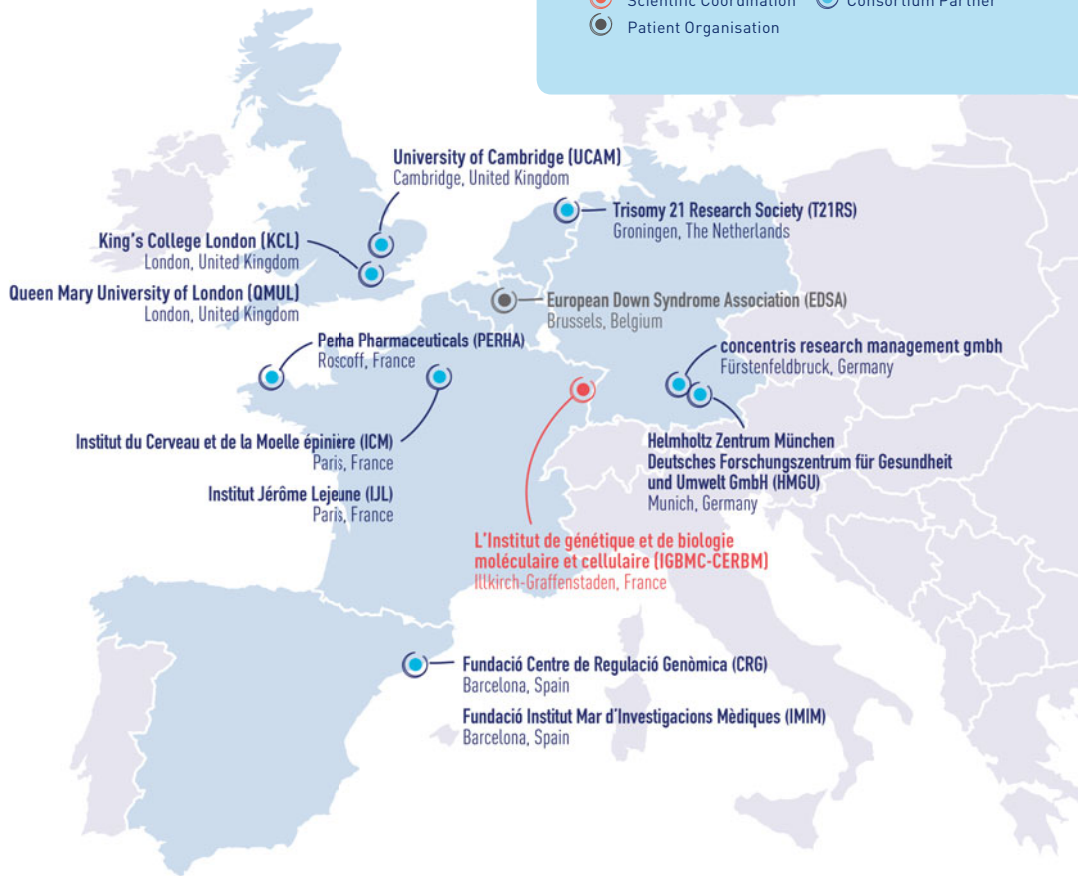 Scientific Coordination
Consortium Partner
Patient Organisation
University of Cambridge (UCAM)
Cambridge, United Kingdom
Trisomy 21 Research Society (T21RS)
Groningen, The Netherlands
King's College London (KCL)
London, United Kingdom
Queen Mary University of London (QMUL)
London, United Kingdom
European Down Syndrome Association (EDSA)
Brussels, Belgium
Perha Pharmaceuticals (PERHA)
Roscoff, France
concentris research management gmbh
Fürstenfeldbruck, Germany
Institut du Cerveau et de la Moelle épinière (ICM)
Paris, France
Institut Jérôme Lejeune (IJL)
Paris, France
Helmholtz Zentrum München
Deutsches Forschungszentrum für Gesundheit
und Umwelt GmbH (HMGU)
Munich, Germany
L'Institut de génétique et de biologie
moléculaire et cellulaire (IGBMC-CERBM)
Illkirch-Graffenstaden, France
Fundació Centre de Regulació Genòmica (CRG)
Barcelona, Spain
Fundació Institut Mar d'Investigacions Mèdiques (IMIM)
Barcelona, Spain